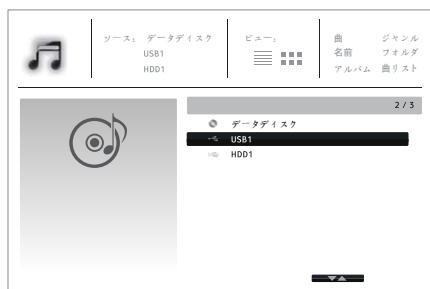 ソース: データディスク
USB1
HDD1
ビュー:
曲 ジャンル
名前 フォルダ
アルバム 曲リスト
2 / 3
データディスク
USB1
HDD1